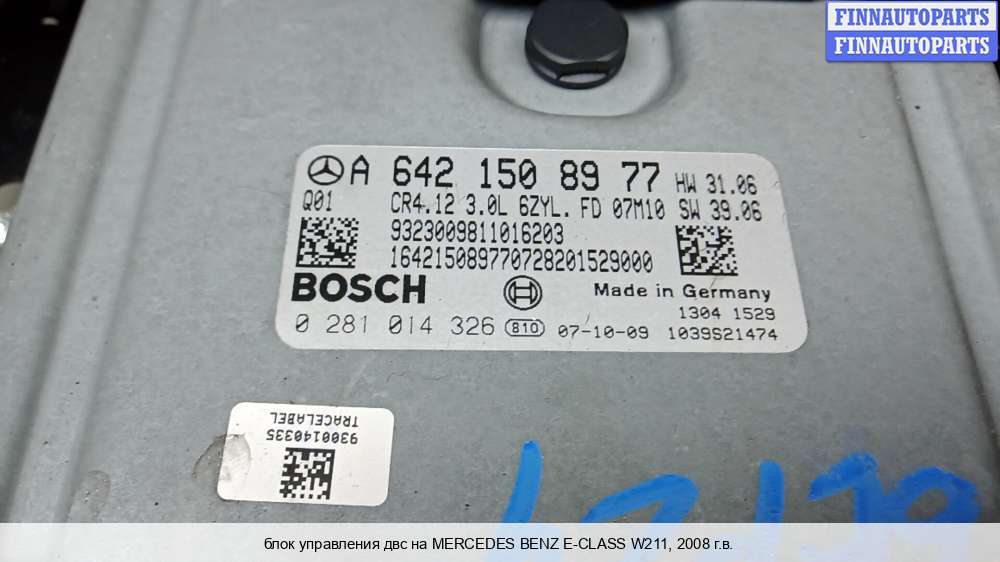 FINNAUTOPARTS
FINNAUTOPARTS
A 642 150 89 77 HW 31.06
Q01 CR4.12 3.0L 6ZYL. FD 07M10 SW 39.06
9323009811016203
164215089770728201529000
BOSCH Made in Germany
1304 1529
0 281 014 326 B10 07-10-09 1039S21474
TRACELABEL
9300140335
блок управления двс на MERCEDES BENZ E-CLASS W211, 2008 г.в.